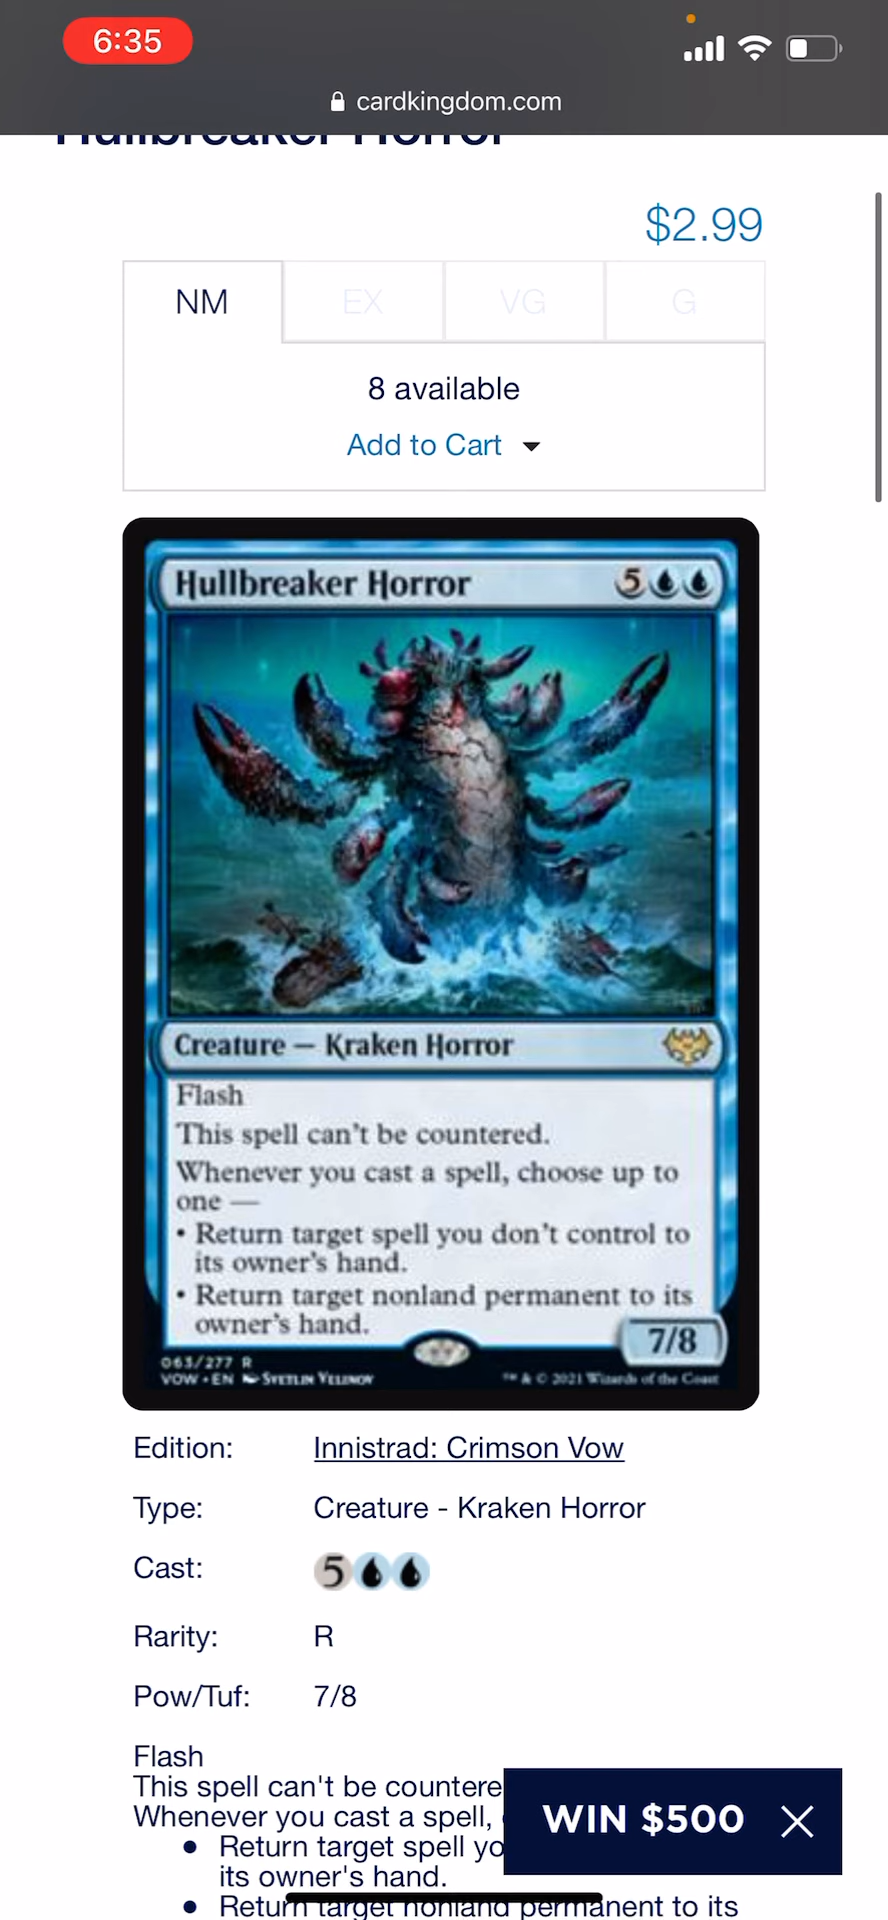 6:35
cardkingdom.com
Hullbreaker Horror
$2.99
NM EX VG G
8 available
Add to Cart
Hullbreaker Horror 5
Creature — Kraken Horror
Flash
This spell can't be countered.
Whenever you cast a spell, choose up to
one —
• Return target spell you don't control to
its owner's hand.
• Return target nonland permanent to its
owner's hand.
7/8
063/277 R
VOW • EN Svetlin Velinov
™ & © 2021 Wizards of the Coast
Edition: Innistrad: Crimson Vow
Type: Creature - Kraken Horror
Cast: 5
Rarity: R
Pow/Tuf: 7/8
Flash
This spell can't be countere
Whenever you cast a spell,
WIN $500
• Return target spell yo
its owner's hand.
• Return target nonland permanent to its